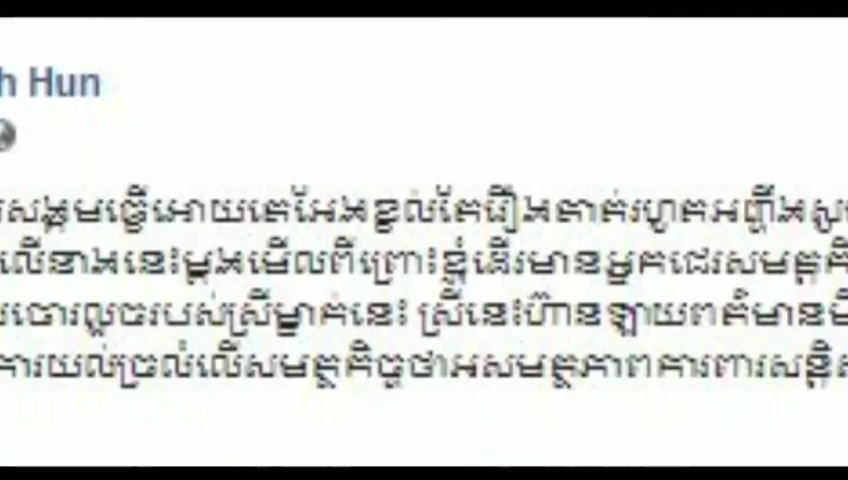 h Hun
សង្គមធ្វើអោយគេអែងខ្វល់តែរឿងតាត់រហូតអញ្ចឹង
លើនាងនេះម្តងមើលពីព្រោះខ្ញុំដើរមានអ្នកជេរសមត្ថកិ
ចោរលួចរបស់ស្រីម្នាក់នេះ ស្រីនេះហ៊ានឡាយពត៌មានមិ
ការយល់ច្រលំលើសមត្ថកិច្ចថាអសមត្ថភាពការពារសន្តិ